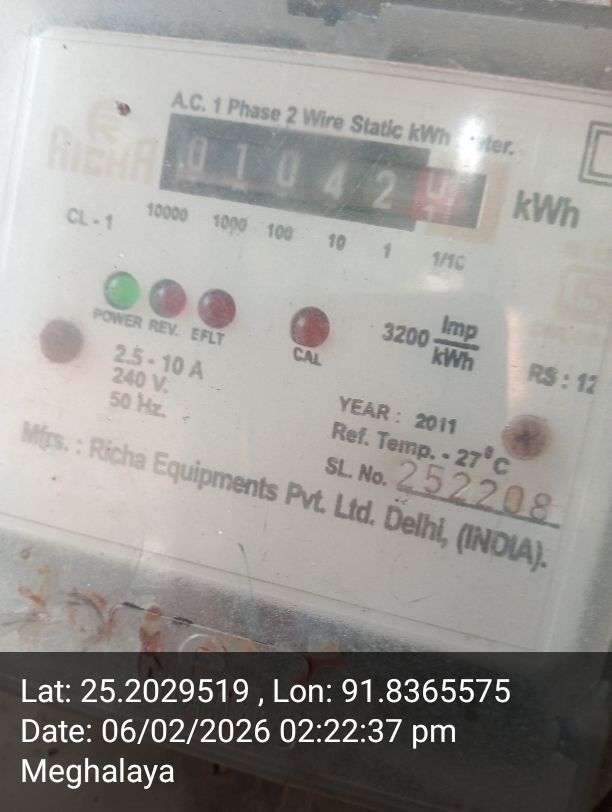 A.C. 1 Phase 2 Wire Static kWh Meter.
RICHA
0 1 0 4 2
kWh
CL - 1
10000 1000 100 10 1 1/10
POWER REV. EFLT
CAL
3200 Imp
kWh
RS : 12
2.5 - 10 A
240 V.
50 Hz.
YEAR : 2011
Ref. Temp. - 27°C
SL. No. 252208
Mfrs. : Richa Equipments Pvt. Ltd. Delhi, (INDIA).
Lat: 25.2029519 , Lon: 91.8365575
Date: 06/02/2026 02:22:37 pm
Meghalaya